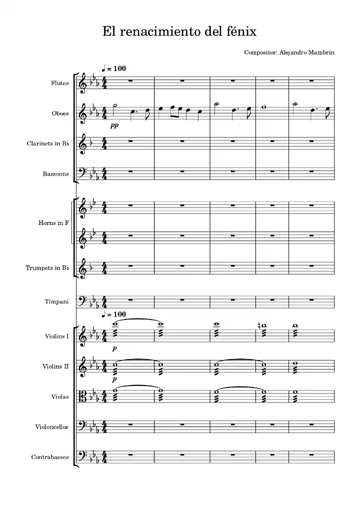 El renacimiento del fénix
Compositor: Alejandro Mambrin
♩ = 100
Flutes
Oboes
pp
Clarinets in B♭
Bassoons
Horns in F
Trumpets in B♭
Timpani
♩ = 100
Violins I
p
Violins II
p
Violas
Violoncellos
Contrabasses